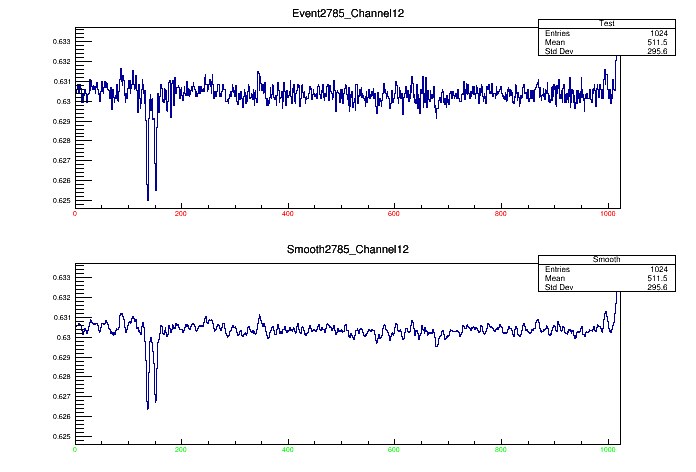 Event2785_Channel12
Test
Entries 1024
Mean 511.5
Std Dev 295.6
0.633
0.632
0.631
0.63
0.629
0.628
0.627
0.626
0.625
0 200 400 600 800 1000
Smooth2785_Channel12
Smooth
Entries 1024
Mean 511.5
Std Dev 295.6
0.633
0.632
0.631
0.63
0.629
0.628
0.627
0.626
0.625
0 200 400 600 800 1000